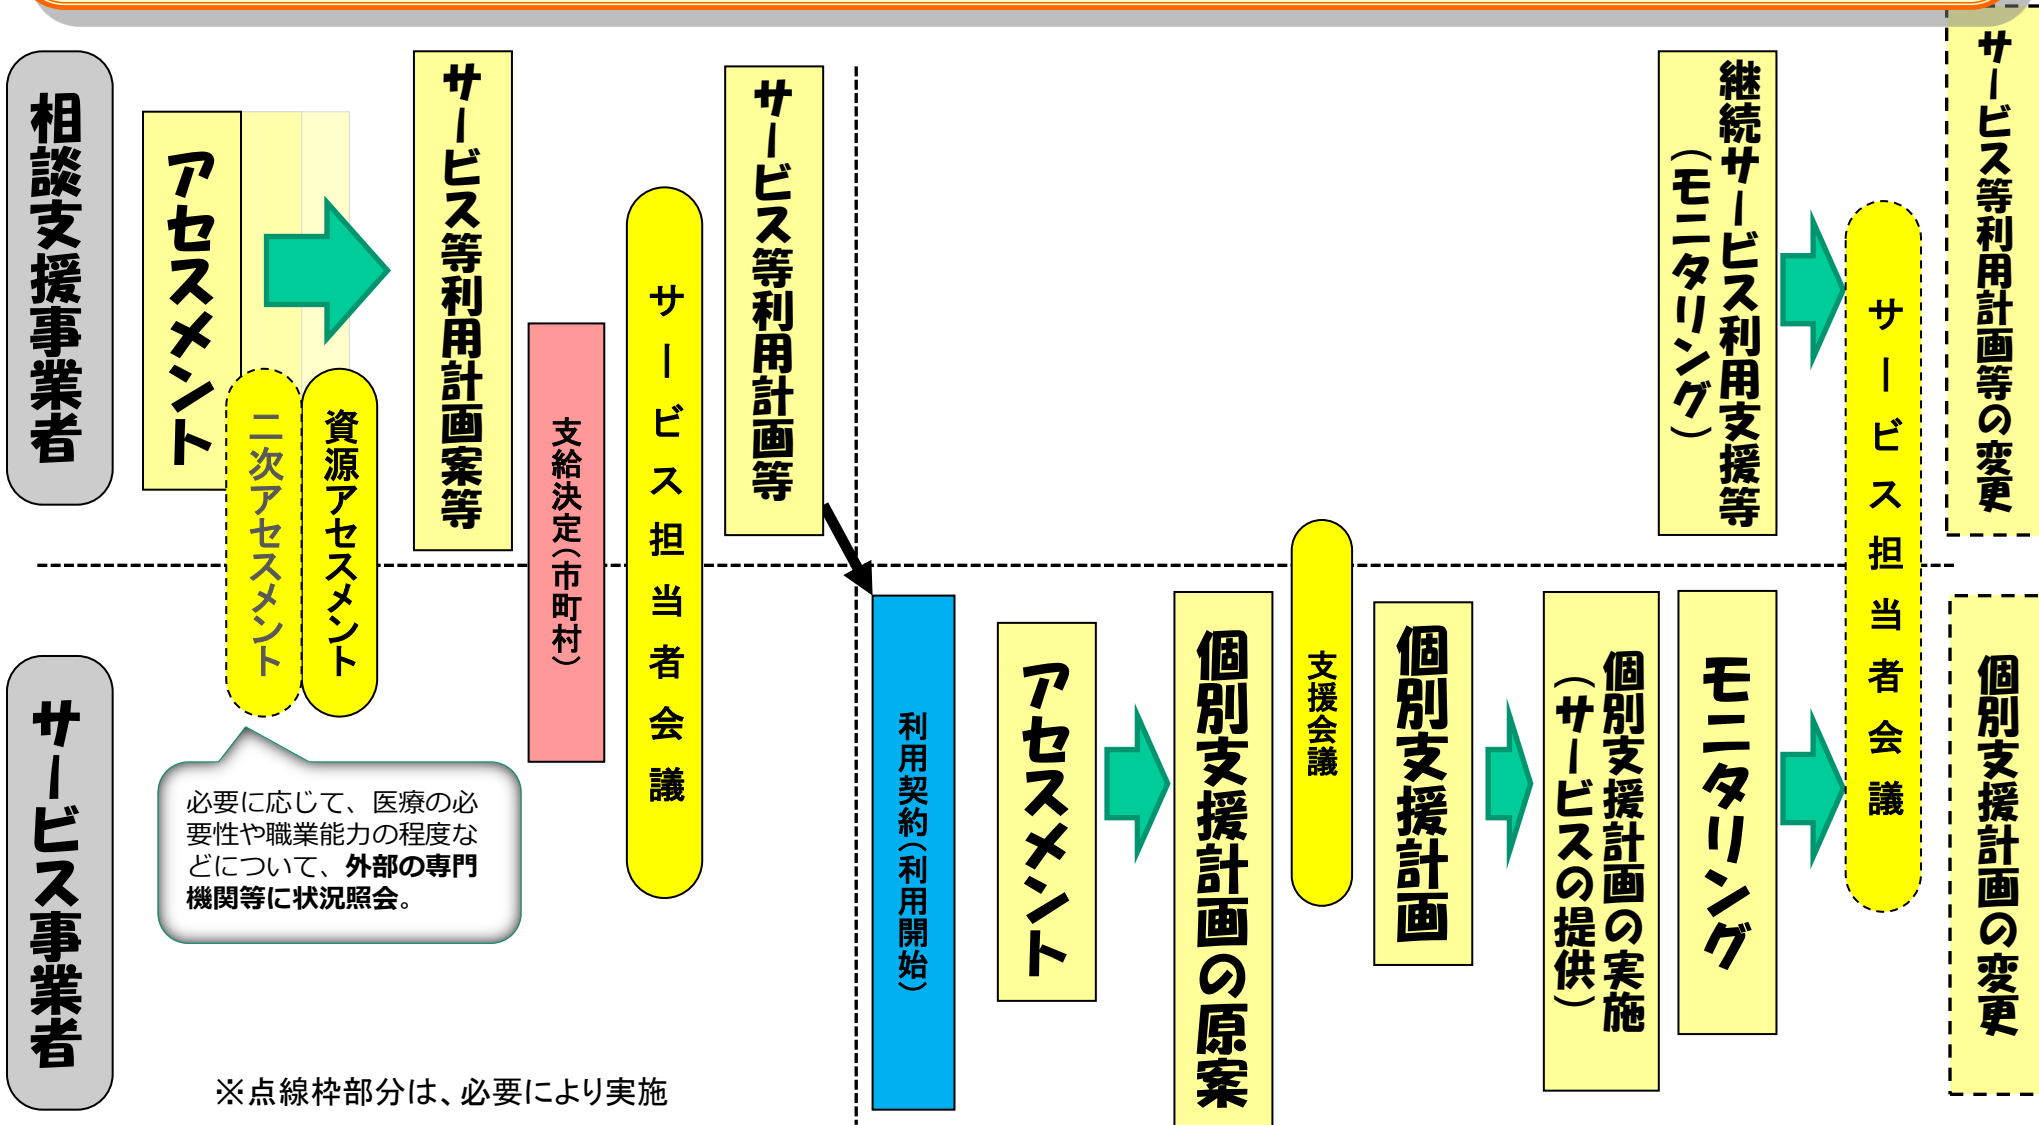 相談支援事業者
アセスメント
二次アセスメント
資源アセスメント
サービス等利用計画案等
支給決定(市町村)
サービス担当者会議
サービス等利用計画等
継続サービス利用支援等
(モニタリング)
サービス担当者会議
サービス等利用計画等の変更
サービス事業者
必要に応じて、医療の必
要性や職業能力の程度な
どについて、外部の専門
機関等に状況照会。
利用契約(利用開始)
アセスメント
個別支援計画の原案
支援会議
個別支援計画
個別支援計画の実施
(サービスの提供)
モニタリング
個別支援計画の変更
※点線枠部分は、必要により実施